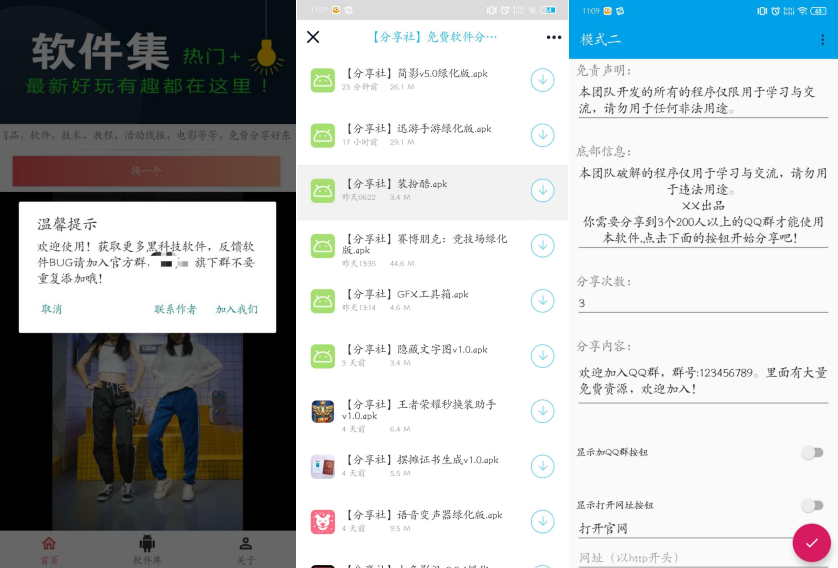 软件集 热门+
最新好玩有趣都在这里！
商品，软件，技术，教程，活动线报，电影等等，免费分享好东
换一个
温馨提示
欢迎使用！获取更多黑科技软件，反馈软
件BUG请加入官方群，旗下群不要
重复添加哦！
取消 联系作者 加入我们
首页 软件库 关于
11:07
【分享社】免费软件分···
【分享社】简影v5.0绿化版.apk
23 分钟前 26.1 M
【分享社】迅游手游绿化版.apk
17 小时前 29.1 M
【分享社】装扮酷.apk
昨天06:22 3.4 M
【分享社】赛博朋克：竞技场绿化
版.apk
昨天13:35 44.6 M
【分享社】GFX工具箱.apk
昨天13:14 4.6 M
【分享社】隐藏文字图v1.0.apk
3 天前 3.4 M
【分享社】王者荣耀秒换装助手
v1.0.apk
4 天前 6.4 M
【分享社】摆摊证书生成v1.0.apk
4 天前 5.5 M
【分享社】语音变声器绿化版.apk
4 天前 9.5 M
11:09
模式二
免责声明：
本团队开发的所有的程序仅限用于学习与交
流，请勿用于任何非法用途。
底部信息：
本团队破解的程序仅用于学习与交流，请勿用
于违法用途。
XX出品
你需要分享到3个200人以上的QQ群才能使用
本软件.,点击下面的按钮开始分享吧！
分享次数：
3
分享内容：
欢迎加入QQ群，群号:123456789。里面有大量
免费资源，欢迎加入！
显示加QQ群按钮
显示打开网址按钮
打开官网
网址（以http开头）